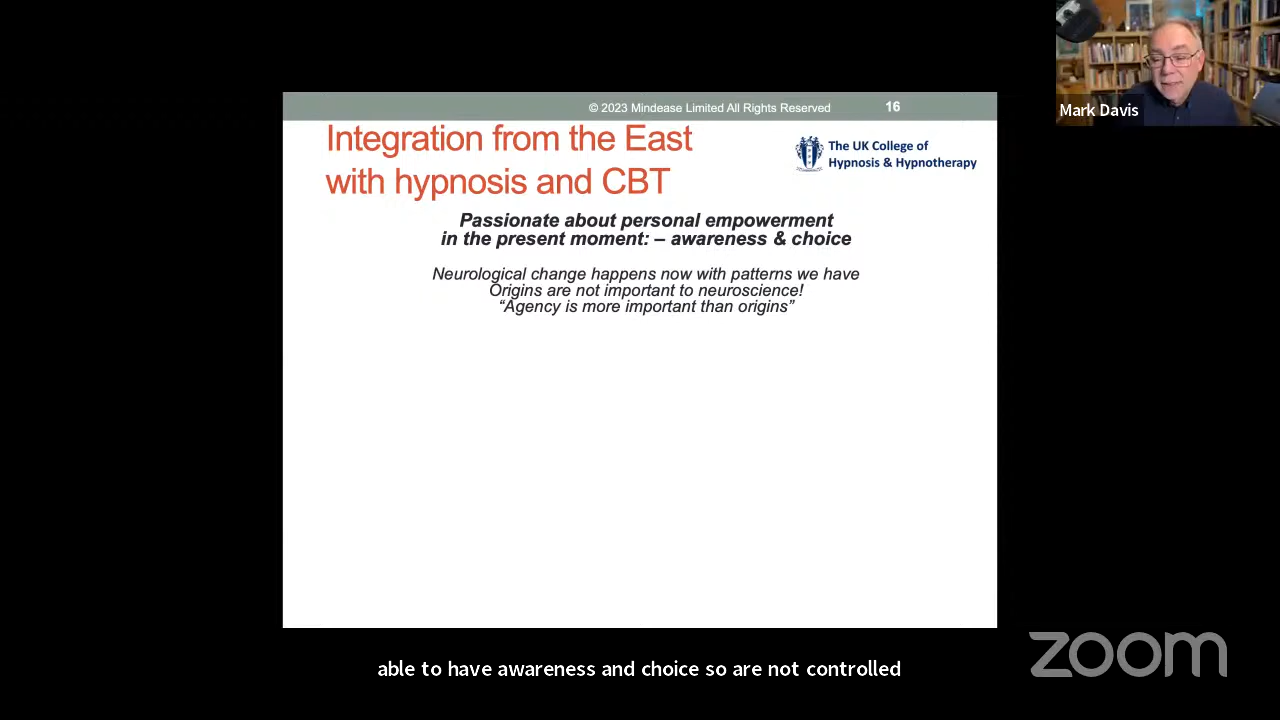 © 2023 Mindease Limited All Rights Reserved 16
Integration from the East
with hypnosis and CBT
The UK College of
Hypnosis & Hypnotherapy
Passionate about personal empowerment
in the present moment: – awareness & choice
Neurological change happens now with patterns we have
Origins are not important to neuroscience!
“Agency is more important than origins”
Mark Davis
able to have awareness and choice so are not controlled
zoom